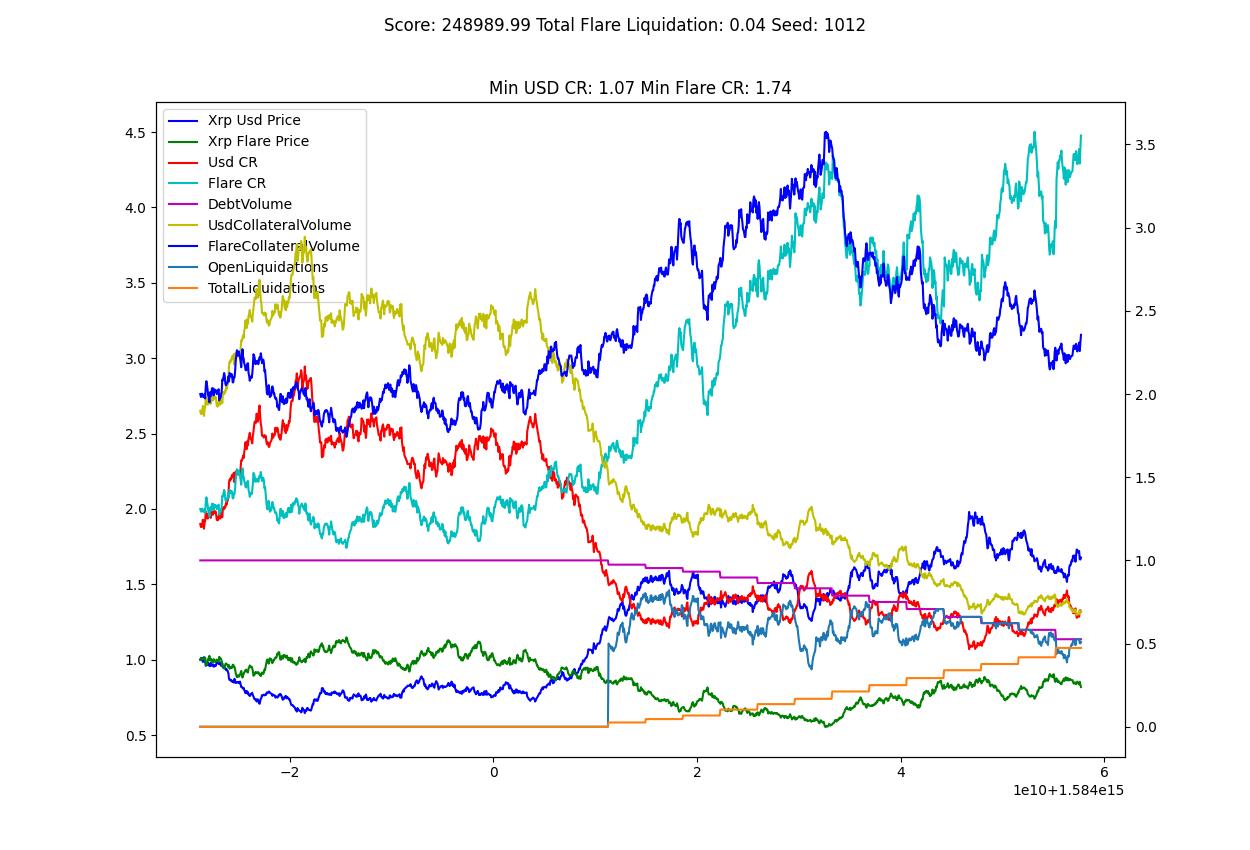 Score: 248989.99 Total Flare Liquidation: 0.04 Seed: 1012
Min USD CR: 1.07 Min Flare CR: 1.74
Xrp Usd Price
Xrp Flare Price
Usd CR
Flare CR
DebtVolume
UsdCollateralVolume
FlareCollateralVolume
OpenLiquidations
TotalLiquidations
4.5
4.0
3.5
3.0
2.5
2.0
1.5
1.0
0.5
3.5
3.0
2.5
2.0
1.5
1.0
0.5
0.0
−2
0
2
4
6
1e10+1.584e15